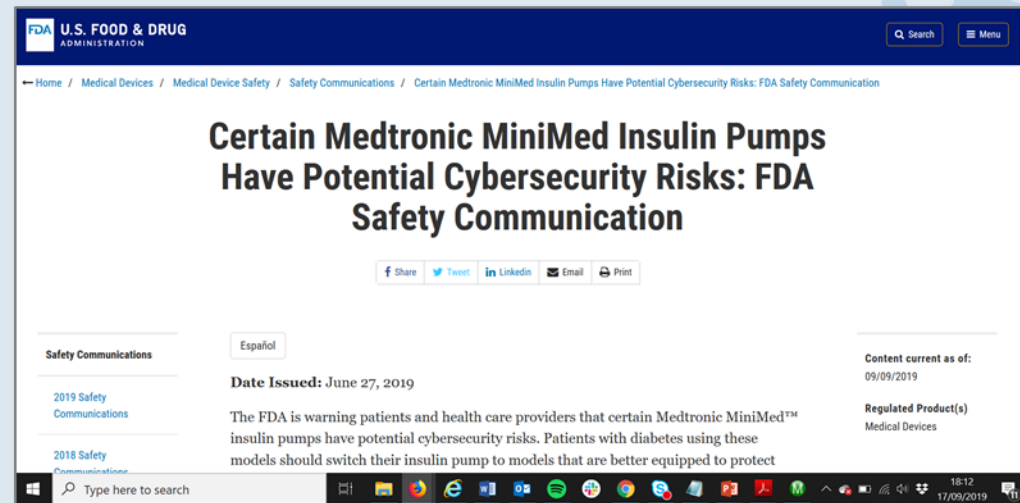 FDA U.S. FOOD & DRUG
ADMINISTRATION
Search
Menu
Home / Medical Devices / Medical Device Safety / Safety Communications / Certain Medtronic MiniMed Insulin Pumps Have Potential Cybersecurity Risks: FDA Safety Communication
Certain Medtronic MiniMed Insulin Pumps
Have Potential Cybersecurity Risks: FDA
Safety Communication
Share Tweet Linkedin Email Print
Safety Communications
2019 Safety
Communications
2018 Safety
Communications
Español
Date Issued: June 27, 2019
The FDA is warning patients and health care providers that certain Medtronic MiniMed™
insulin pumps have potential cybersecurity risks. Patients with diabetes using these
models should switch their insulin pump to models that are better equipped to protect
Content current as of:
09/09/2019
Regulated Product(s)
Medical Devices
Type here to search
18:12
17/09/2019